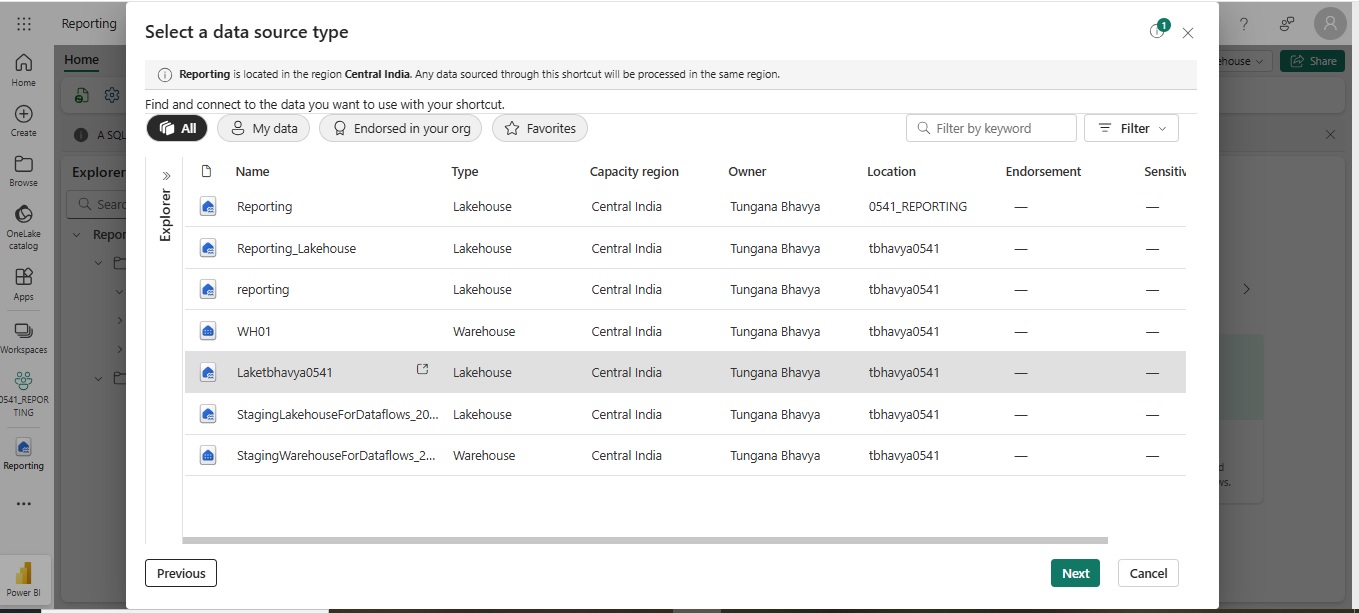 Reporting
Select a data source type
1
?
Home
Reporting is located in the region Central India. Any data sourced through this shortcut will be processed in the same region.
Share
Find and connect to the data you want to use with your shortcut.
All
My data
Endorsed in your org
Favorites
Filter by keyword
Filter
A SQL
Explorer
Home
Create
Browse
OneLake
catalog
Apps
Workspaces
0541_REPOR
TING
Reporting
...
Power BI
Explorer
Name Type Capacity region Owner Location Endorsement
Reporting Lakehouse Central India Tungana Bhavya 0541_REPORTING — —
Reporting_Lakehouse Lakehouse Central India Tungana Bhavya tbhavya0541 — —
reporting Lakehouse Central India Tungana Bhavya tbhavya0541 — —
WH01 Warehouse Central India Tungana Bhavya tbhavya0541 — —
Laketbhavya0541 Lakehouse Central India Tungana Bhavya tbhavya0541 — —
StagingLakehouseForDataflows_20... Lakehouse Central India Tungana Bhavya tbhavya0541 — —
StagingWarehouseForDataflows_2... Warehouse Central India Tungana Bhavya tbhavya0541 — —
Previous
Next
Cancel